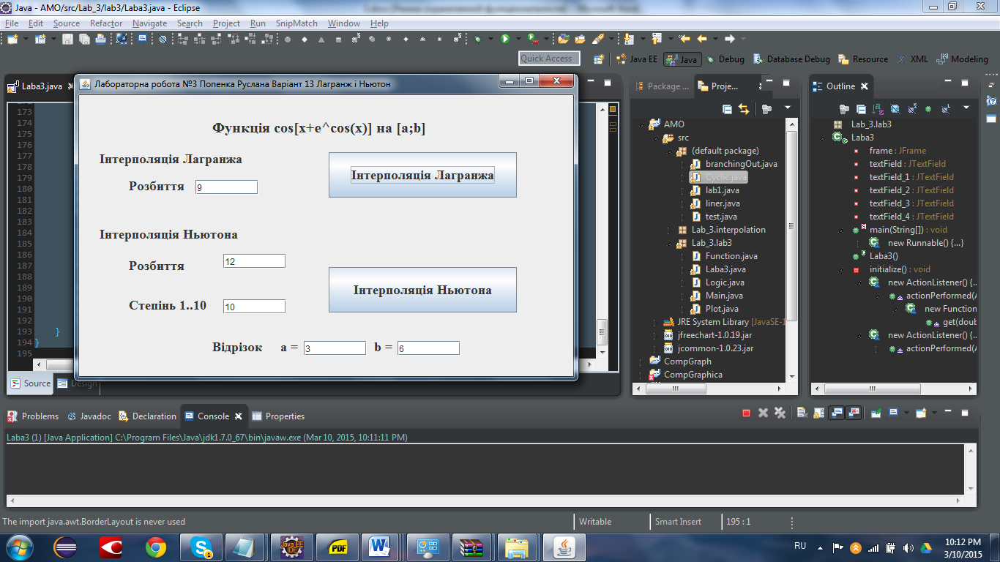 Java - AMO/src/Lab_3/lab3/Laba3.java - Eclipse
File Edit Source Refactor Navigate Search Project Run SnipMatch Window Help
Quick Access
Java EE Java Debug Database Debug Resource XML Modeling
Laba3.java
Лабораторна робота №3 Попенка Руслана Варіант 13 Лагранж і Ньютон
Функція cos[x+e^cos(x)] на [a;b]
Інтерполяція Лагранжа
Розбиття 9
Інтерполяція Лагранжа
Інтерполяція Ньютона
Розбиття 12
Степінь 1..10 10
Інтерполяція Ньютона
Відрізок a = 3 b = 6
173
174
175
176
177
178
179
180
181
182
183
184
185
186
187
188
189
190
191
192
193 }
194 }
195
Source Design
Package ... Proje...
AMO
src
(default package)
branchingOut.java
Cyclic.java
lab1.java
liner.java
test.java
Lab_3.interpolation
Lab_3.lab3
Function.java
Laba3.java
Logic.java
Main.java
Plot.java
JRE System Library [JavaSE-1
jfreechart-1.0.19.jar
jcommon-1.0.23.jar
CompGraph
CompGraphica
Outline
Lab_3.lab3
Laba3
frame : JFrame
textField : JTextField
textField_1 : JTextField
textField_2 : JTextField
textField_3 : JTextField
textField_4 : JTextField
main(String[]) : void
new Runnable() {...}
Laba3()
initialize() : void
new ActionListener() {..
actionPerformed(A
new Function
get(doub
new ActionListener() {..
actionPerformed(A
Problems Javadoc Declaration Console Properties
Laba3 (1) [Java Application] C:\Program Files\Java\jdk1.7.0_67\bin\javaw.exe (Mar 10, 2015, 10:11:11 PM)
The import java.awt.BorderLayout is never used
Writable Smart Insert 195 : 1
1
Java EE
IDE
PDF
RU
10:12 PM
3/10/2015